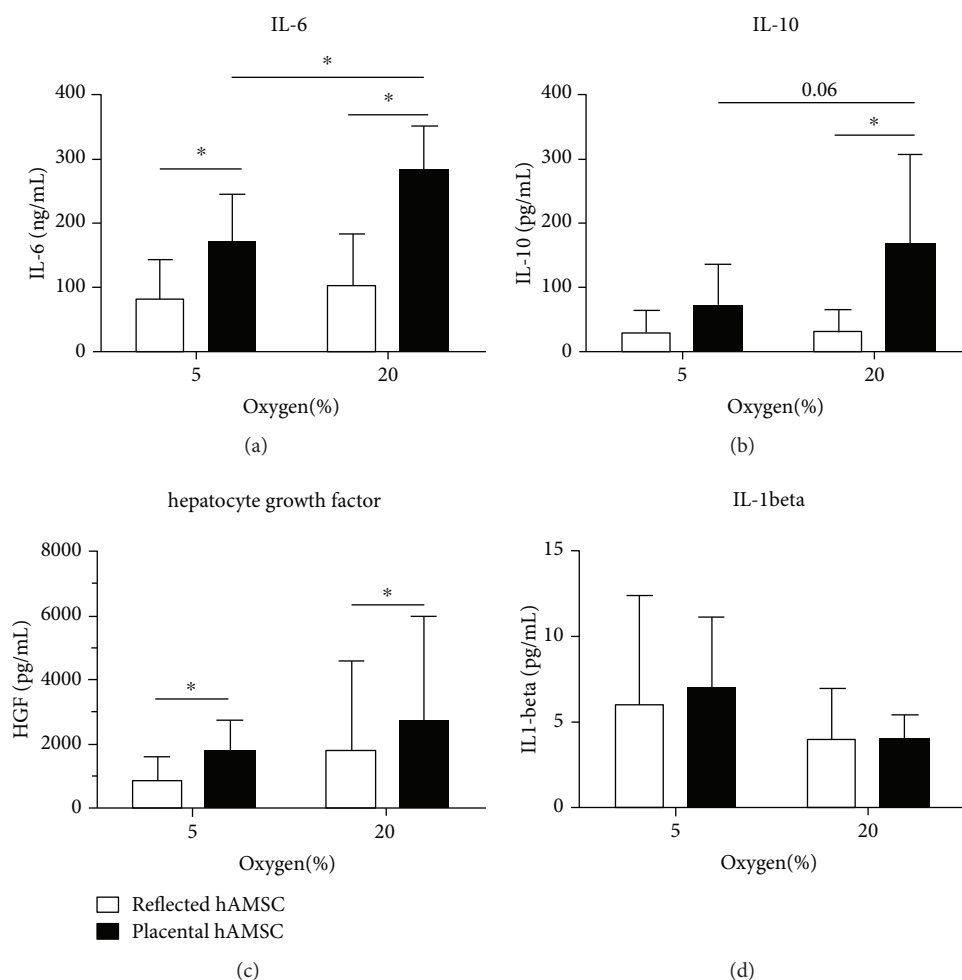 IL-6
*
*
*
400
300
200
100
0
IL-6 (ng/mL)
5
20
Oxygen(%)
(a)
IL-10
0.06
*
400
300
200
100
0
IL-10 (pg/mL)
5
20
Oxygen(%)
(b)
hepatocyte growth factor
*
*
8000
6000
4000
2000
0
HGF (pg/mL)
5
20
Oxygen(%)
Reflected hAMSC
Placental hAMSC
(c)
IL-1beta
15
10
5
0
IL1-beta (pg/mL)
5
20
Oxygen(%)
(d)